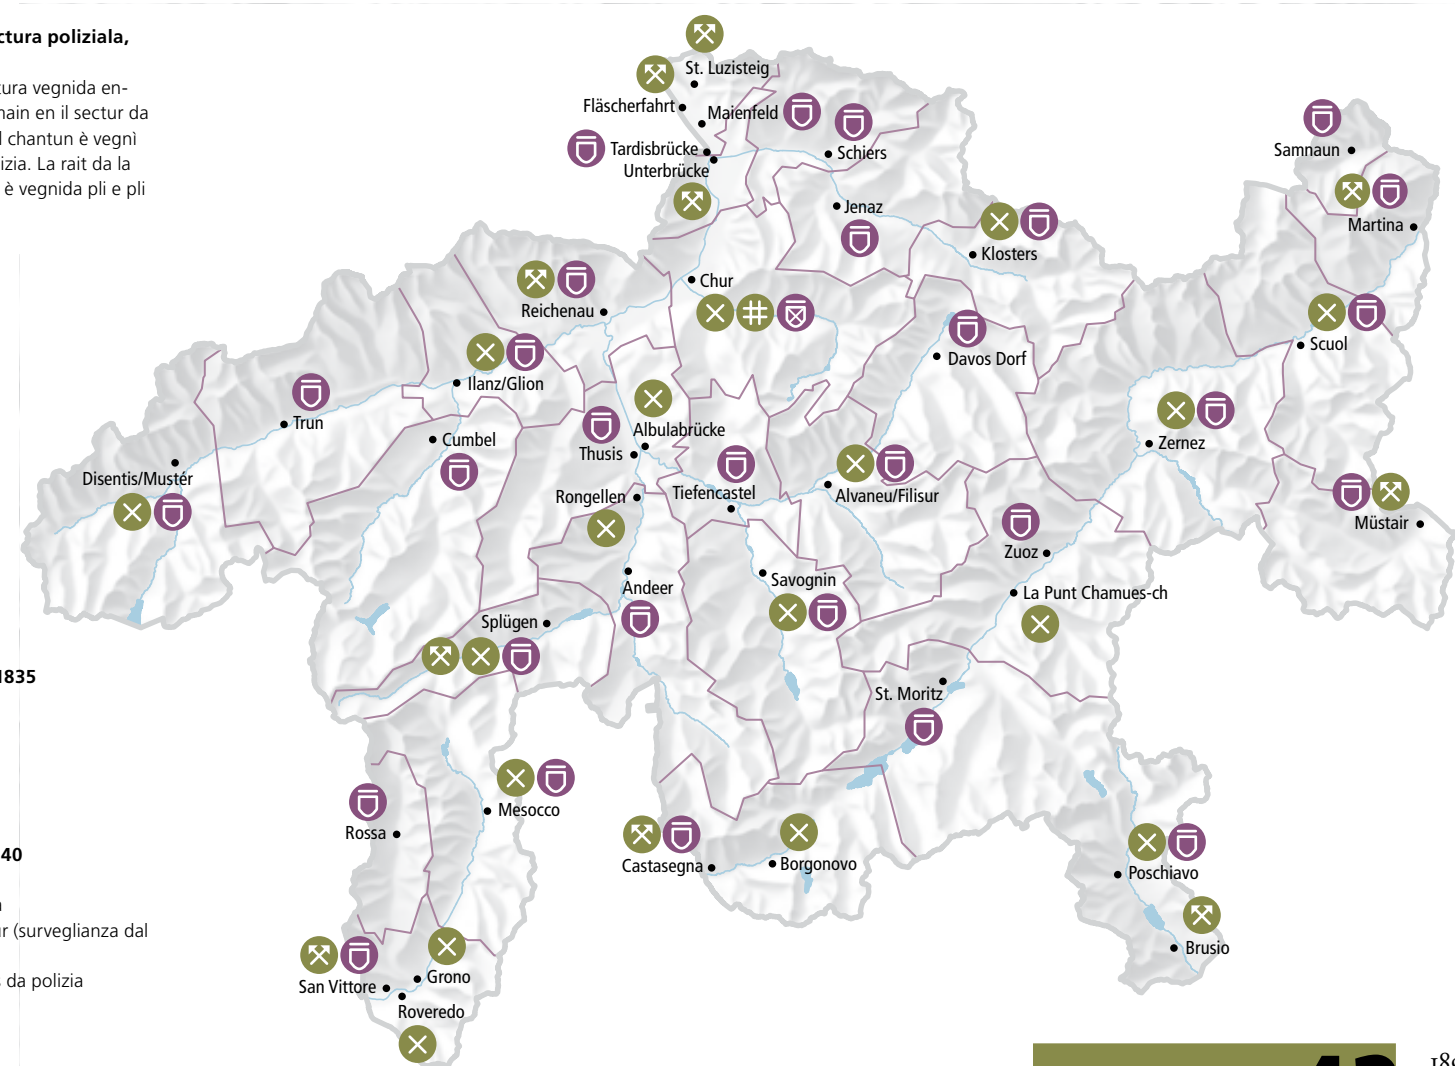 ctura poliziala,
tura vegnida en-
main en il sectur da
l chantun è vegnì
izia. La rait da la
è vegnida pli e pli
1835
40
r (surveglianza dal
da polizia
St. Luzisteig
Fläscherfahrt
Maienfeld
Tardisbrücke
Unterbrücke
Schiers
Samnaun
Jenaz
Martina
Klosters
Chur
Reichenau
Scuol
Davos Dorf
Ilanz/Glion
Trun
Albulabrücke
Cumbel
Thusis
Zernez
Disentis/Mustér
Tiefencastel
Rongellen
Alvaneu/Filisur
Müstair
Zuoz
Savognin
Andeer
La Punt Chamues-ch
Splügen
St. Moritz
Mesocco
Rossa
Castasegna
Borgonovo
Poschiavo
Brusio
Grono
San Vittore
Roveredo